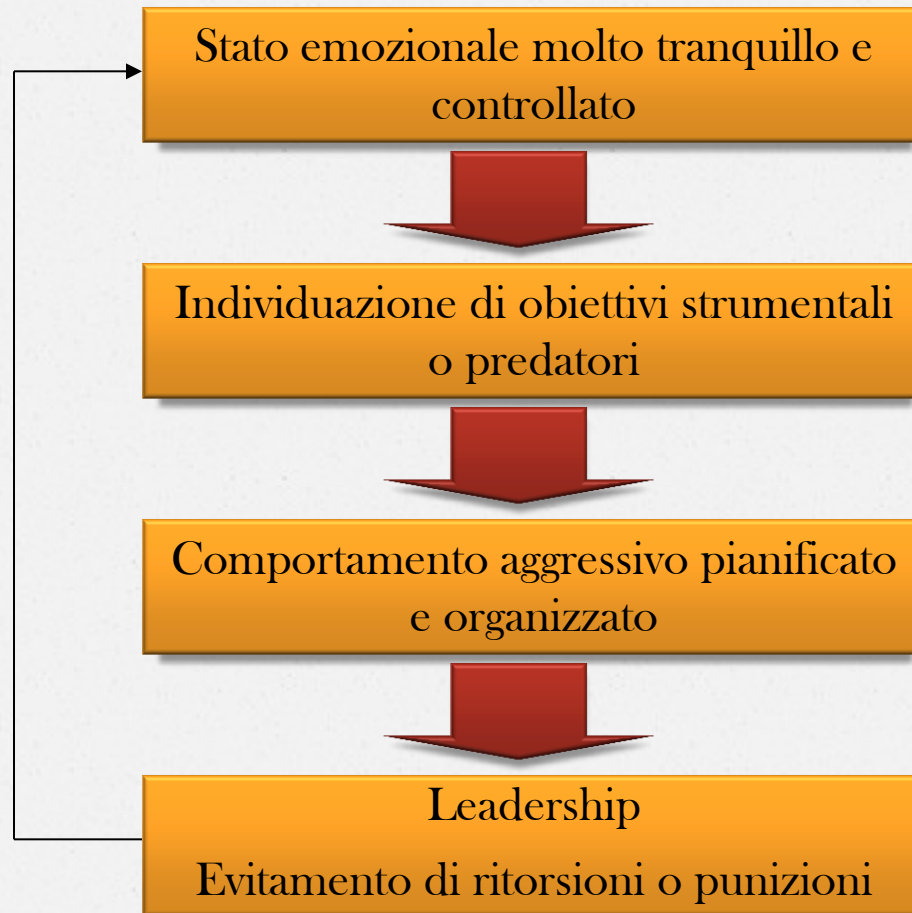 Stato emozionale molto tranquillo e
controllato
Individuazione di obiettivi strumentali
o predatori
Comportamento aggressivo pianificato
e organizzato
Leadership
Evitamento di ritorsioni o punizioni